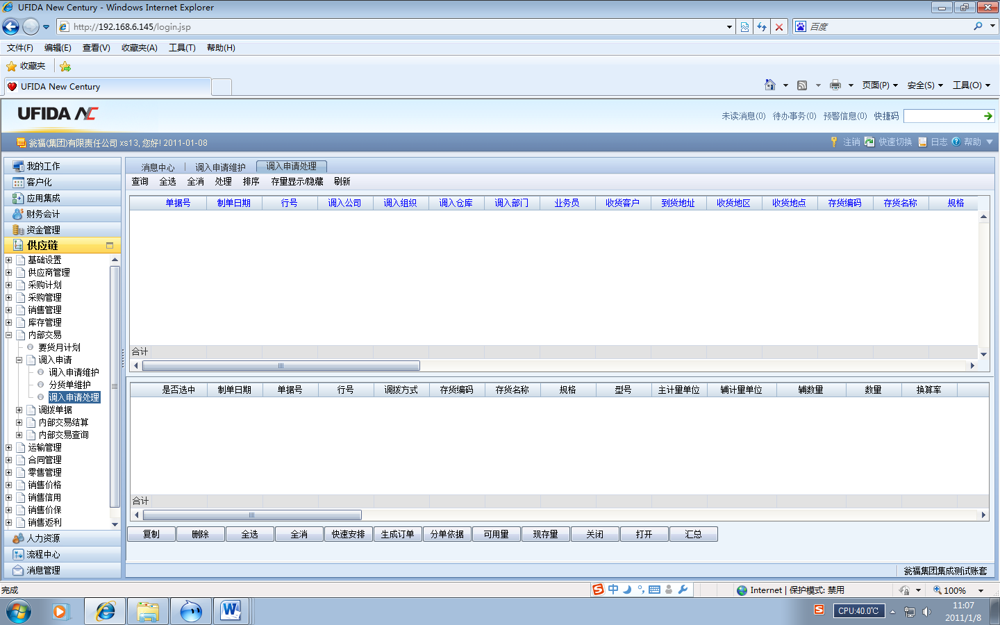 UFIDA New Century - Windows Internet Explorer
http://192.168.6.145/login.jsp
百度
文件(F) 编辑(E) 查看(V) 收藏夹(A) 工具(T) 帮助(H)
收藏夹
UFIDA New Century
页面(P) 安全(S) 工具(O)
UFIDA NC
未读消息(0) 待办事务(0) 预警信息(0) 快捷码
瓮福(集团)有限责任公司 xs13, 您好! 2011-01-08
注销 快速切换 日志 帮助
我的工作
客户化
应用集成
财务会计
资金管理
供应链
基础设置
供应商管理
采购计划
采购管理
销售管理
库存管理
内部交易
要货月计划
调入申请
调入申请维护
分货单维护
调入申请处理
调拨单据
内部交易结算
内部交易查询
运输管理
合同管理
零售管理
销售价格
销售信用
销售价保
销售返利
人力资源
流程中心
消息管理
消息中心 调入申请维护 调入申请处理
查询 全选 全消 处理 排序 存量显示/隐藏 刷新
单据号 制单日期 行号 调入公司 调入组织 调入仓库 调入部门 业务员 收货客户 到货地址 收货地区 收货地点 存货编码 存货名称 规格
合计
是否选中 制单日期 单据号 行号 调拨方式 存货编码 存货名称 规格 型号 主计量单位 辅计量单位 辅数量 数量 换算率
合计
复制 删除 全选 全消 快速安排 生成订单 分单依据 可用量 现存量 关闭 打开 汇总
瓮福集团集成测试账套
完成
中
Internet | 保护模式: 禁用
100%
CPU:40.0℃
11:07
2011/1/8